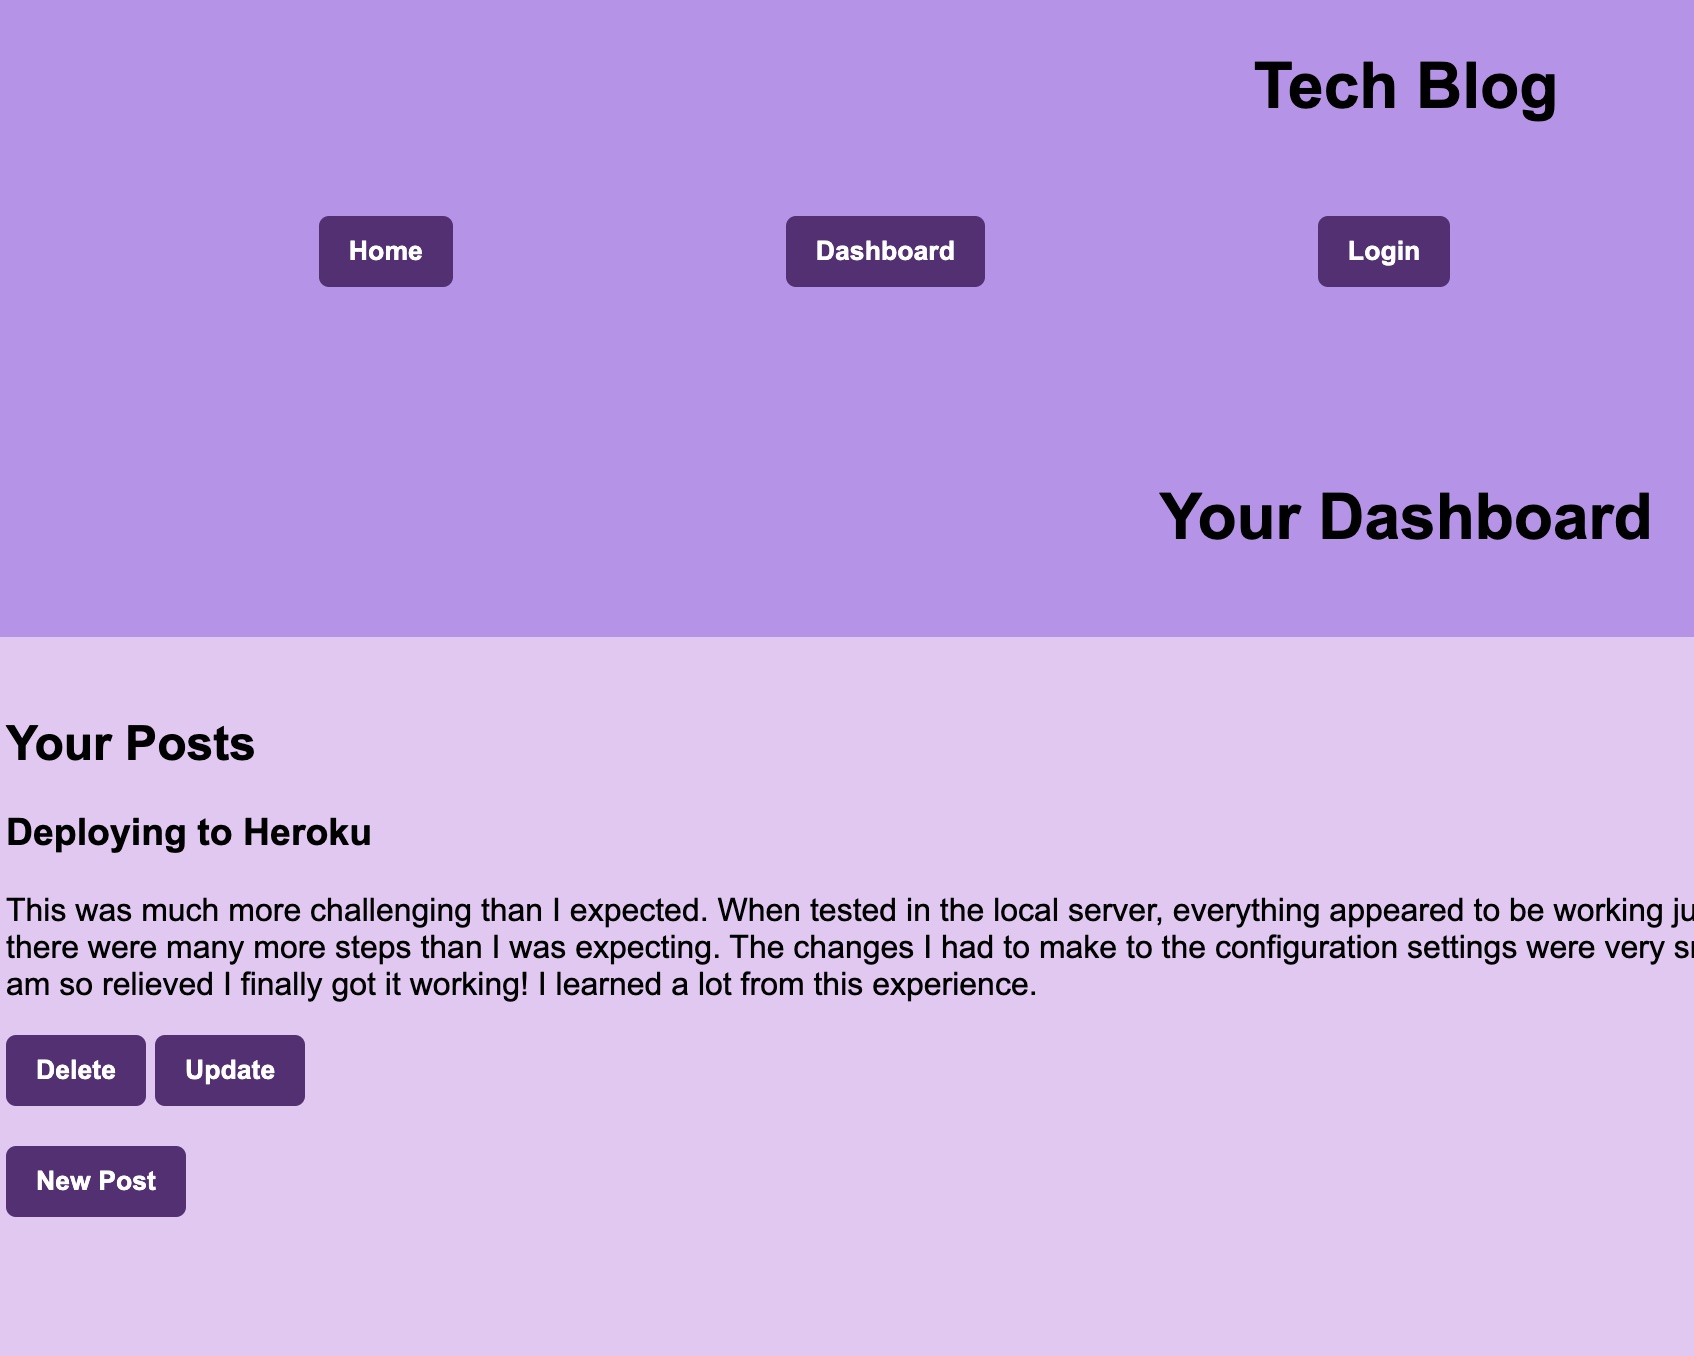 Tech Blog
Home
Dashboard
Login
Your Dashboard
Your Posts
Deploying to Heroku
This was much more challenging than I expected. When tested in the local server, everything appeared to be working
there were many more steps than I was expecting. The changes I had to make to the configuration settings were very
am so relieved I finally got it working! I learned a lot from this experience.
Delete
Update
New Post